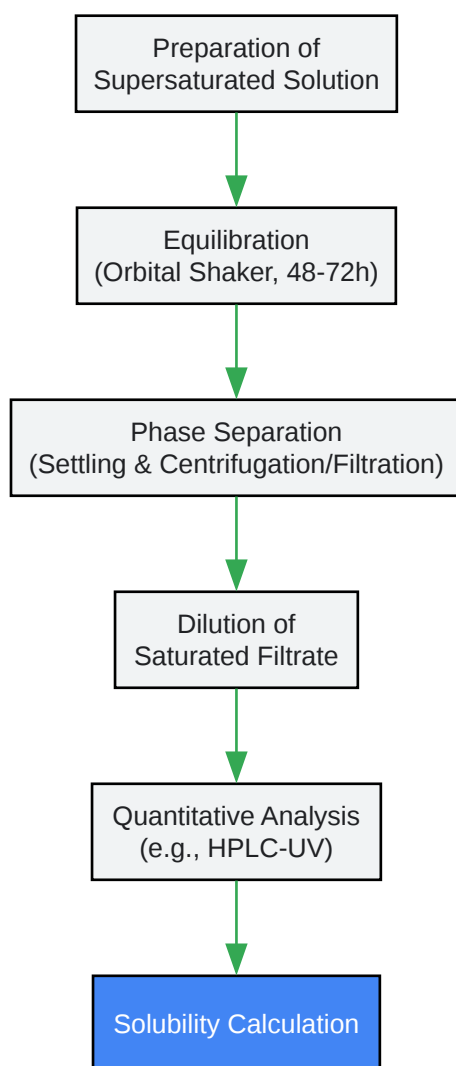 Preparation of
Supersaturated Solution
Equilibration
(Orbital Shaker, 48-72h)
Phase Separation
(Settling & Centrifugation/Filtration)
Dilution of
Saturated Filtrate
Quantitative Analysis
(e.g., HPLC-UV)
Solubility Calculation